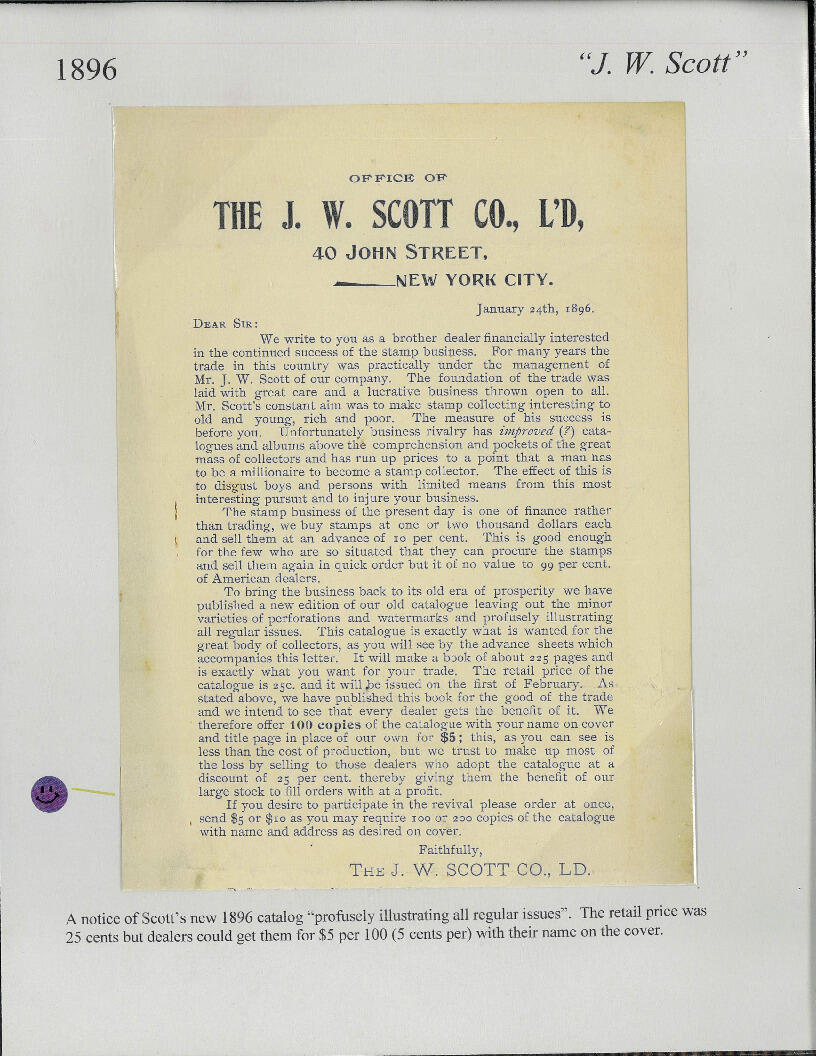 1896
“J. W. Scott”
OFFICE OF
THE J. W. SCOTT CO., L'D,
40 JOHN STREET,
NEW YORK CITY.
January 24th, 1896.
DEAR SIR:
We write to you as a brother dealer financially interested
in the continued success of the stamp business. For many years the
trade in this country was practically under the management of
Mr. J. W. Scott of our company. The foundation of the trade was
laid with great care and a lucrative business thrown open to all.
Mr. Scott's constant aim was to make stamp collecting interesting to
old and young, rich and poor. The measure of his success is
before you. Unfortunately business rivalry has improved (?) cata-
logues and albums above the comprehension and pockets of the great
mass of collectors and has run up prices to a point that a man has
to be a millionaire to become a stamp collector. The effect of this is
to disgust boys and persons with limited means from this most
interesting pursuit and to injure your business.
The stamp business of the present day is one of finance rather
than trading, we buy stamps at one or two thousand dollars each
and sell them at an advance of 10 per cent. This is good enough
for the few who are so situated that they can procure the stamps
and sell them again in quick order but it of no value to 99 per cent.
of American dealers.
To bring the business back to its old era of prosperity we have
published a new edition of our old catalogue leaving out the minor
varieties of perforations and watermarks and profusely illustrating
all regular issues. This catalogue is exactly what is wanted for the
great body of collectors, as you will see by the advance sheets which
accompanies this letter. It will make a book of about 225 pages and
is exactly what you want for your trade. The retail price of the
catalogue is 25c. and it will be issued on the first of February. As
stated above, we have published this book for the good of the trade
and we intend to see that every dealer gets the benefit of it. We
therefore offer 100 copies of the catalogue with your name on cover
and title page in place of our own for $5; this, as you can see is
less than the cost of production, but we trust to make up most of
the loss by selling to those dealers who adopt the catalogue at a
discount of 25 per cent. thereby giving them the benefit of our
large stock to fill orders with at a profit.
If you desire to participate in the revival please order at once,
send $5 or $10 as you may require 100 or 200 copies of the catalogue
with name and address as desired on cover.
Faithfully,
THE J. W. SCOTT CO., LD.
A notice of Scott's new 1896 catalog “profusely illustrating all regular issues”. The retail price was
25 cents but dealers could get them for $5 per 100 (5 cents per) with their name on the cover.